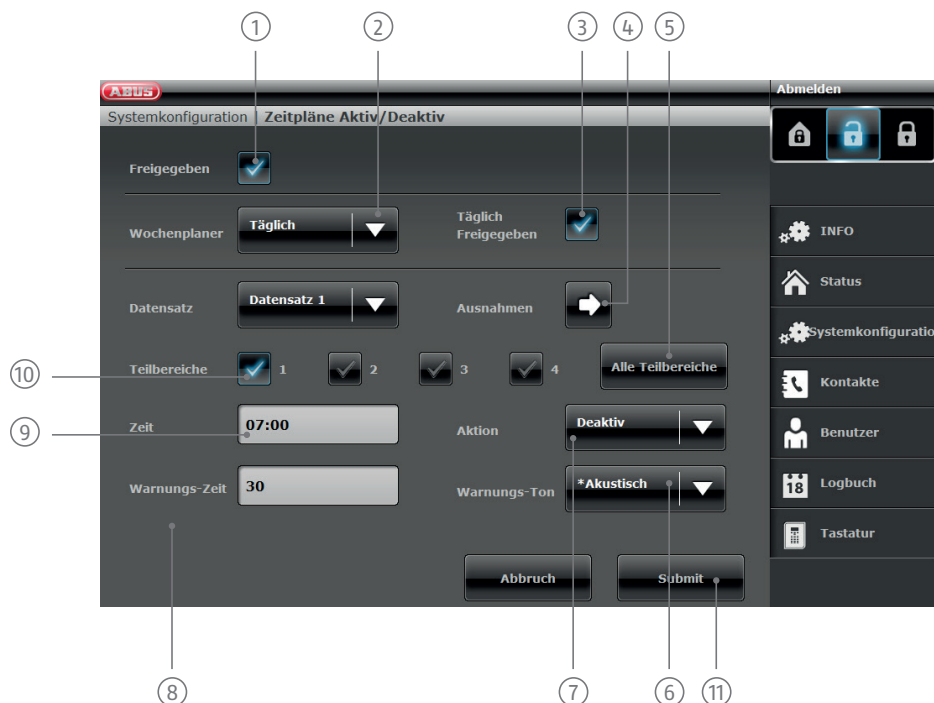 1 2 3 4 5
ABUS
Abmelden
Systemkonfiguration | Zeitpläne Aktiv/Deaktiv
Freigegeben
Wochenplaner Täglich Täglich Freigegeben
INFO
Status
Datensatz Datensatz 1 Ausnahmen
Systemkonfiguratio
10 Teilbereiche 1 2 3 4 Alle Teilbereiche
Kontakte
9 Zeit 07:00 Aktion Deaktiv
Benutzer
Warnungs-Zeit 30 Warnungs-Ton *Akustisch
18 Logbuch
Tastatur
Abbruch Submit
8 7 6 11